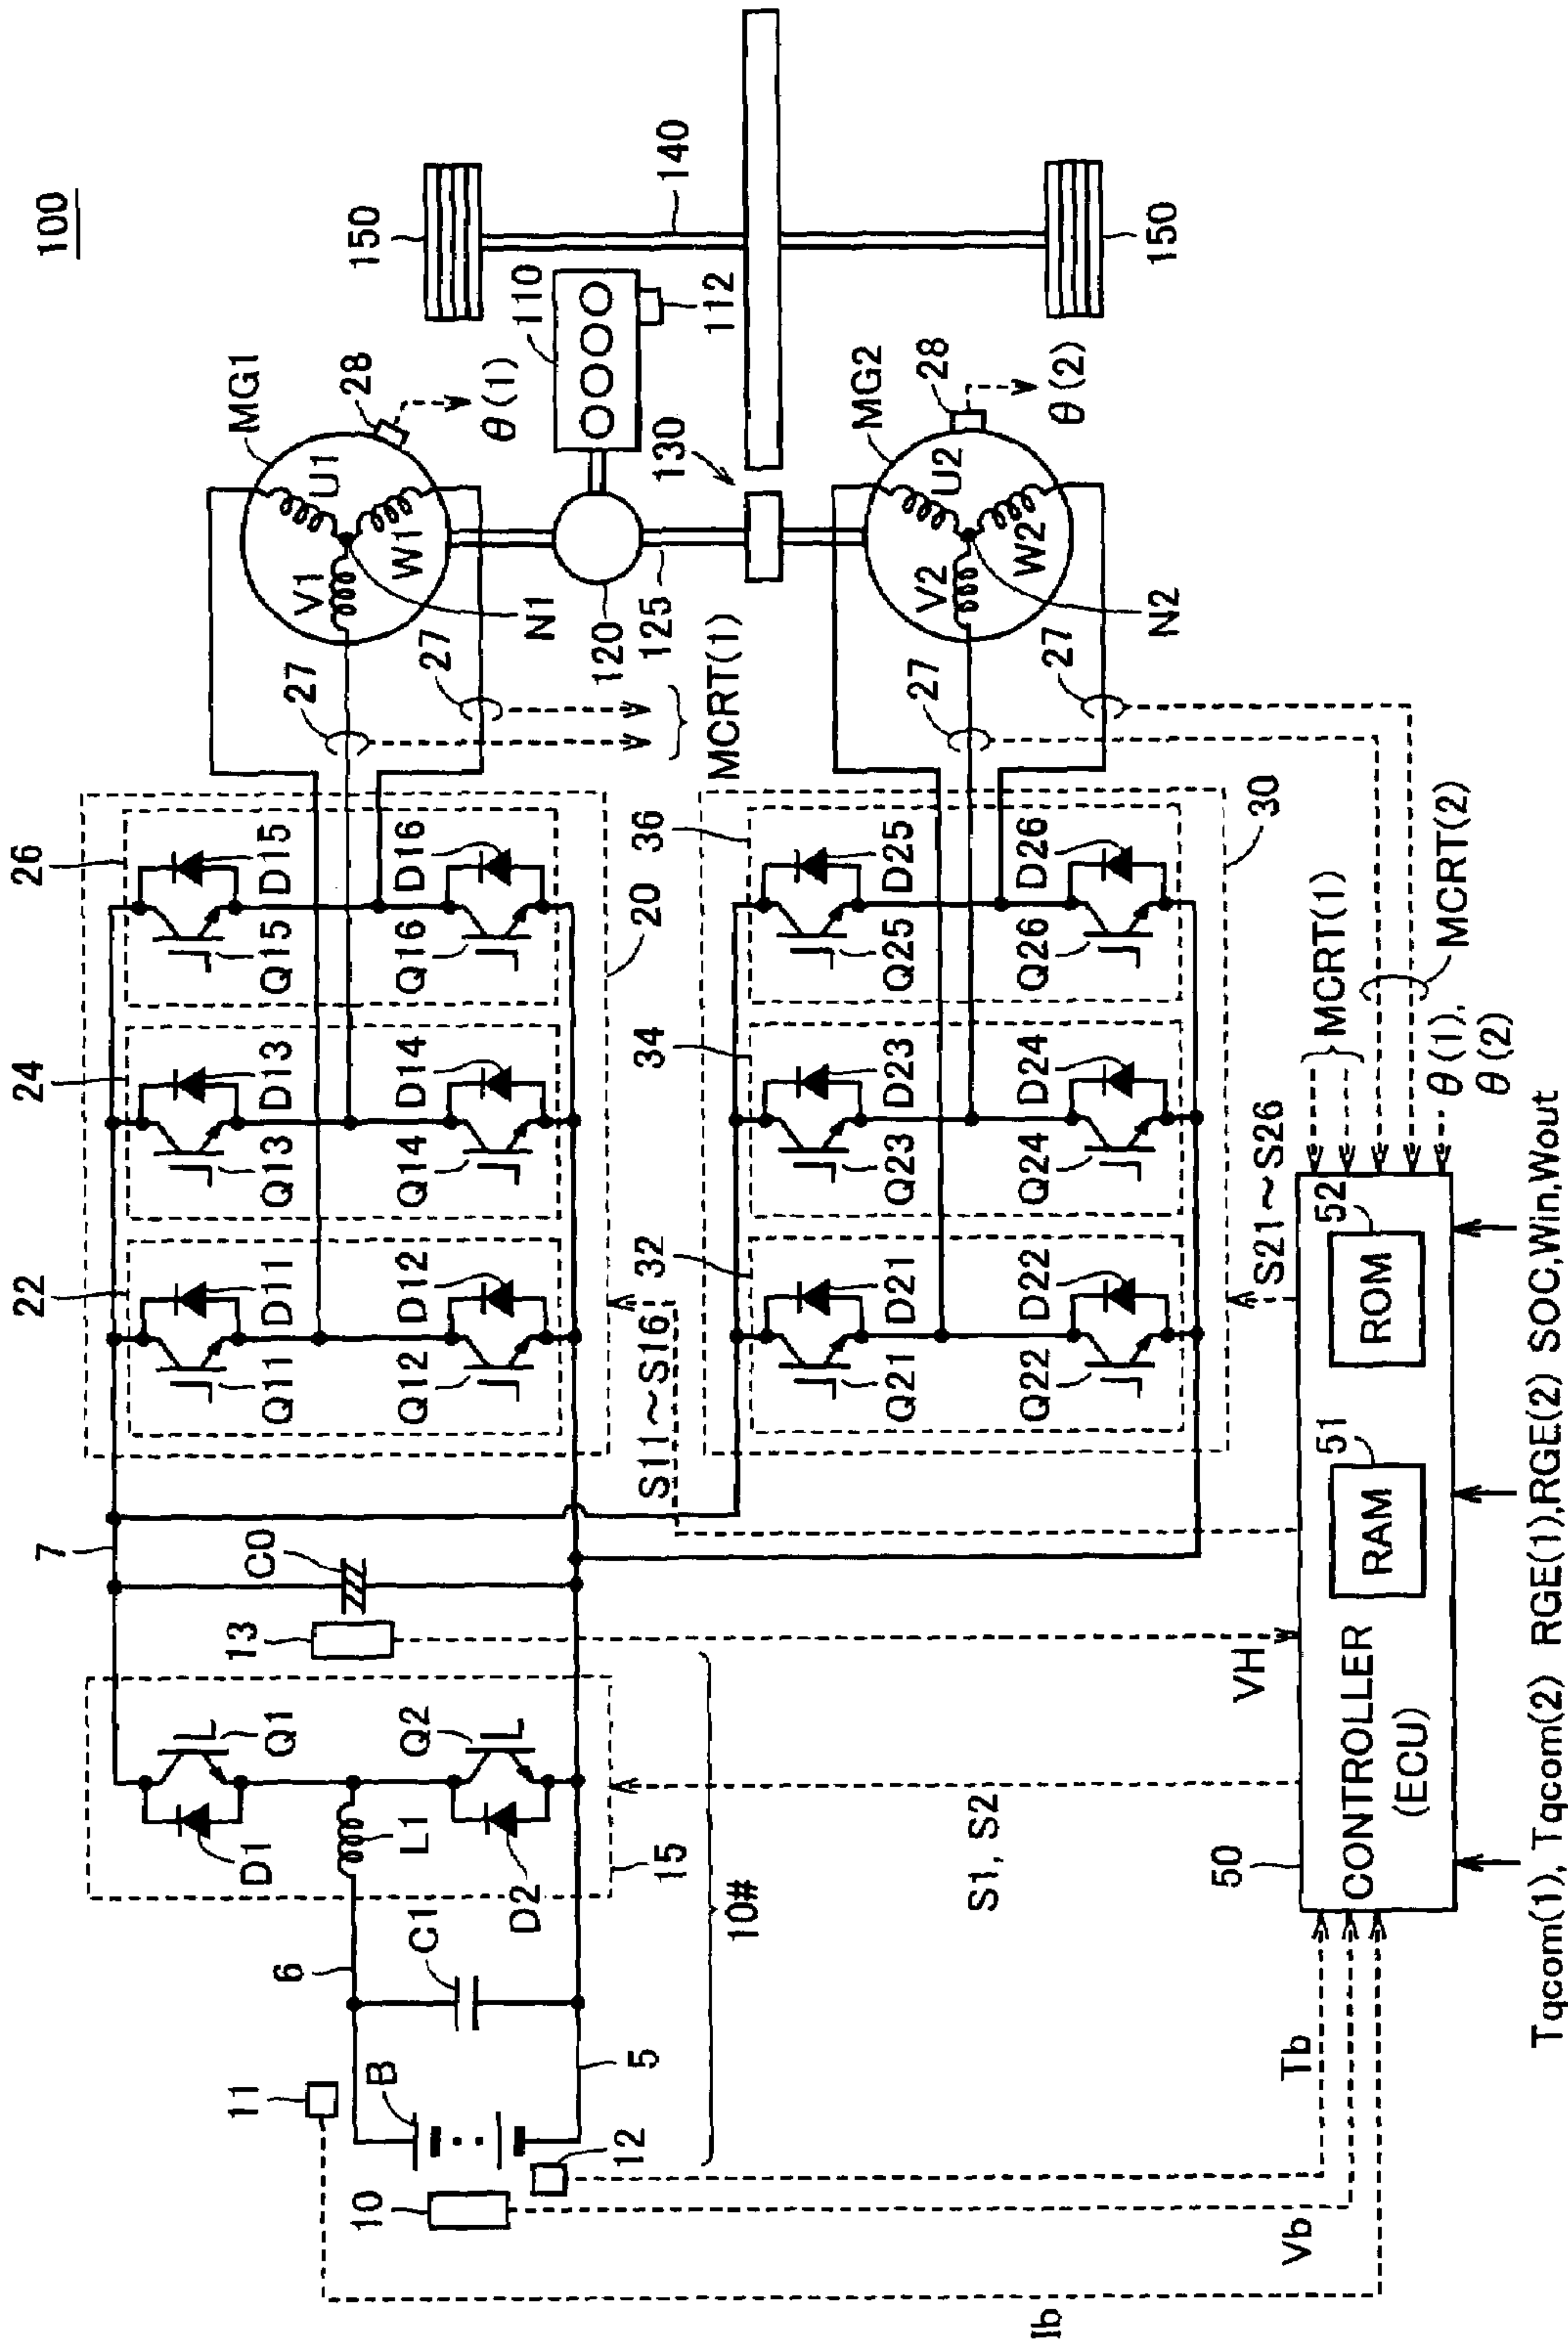 100
150
140
150
110
112
MG1
28
θ(1)
U1
V1
W1
N1
120
125
130
MG2
28
θ(2)
U2
V2
W2
N2
27
27
MCRT(1)
27
27
26
D15
Q15
D16
Q16
20
24
D13
Q13
D14
Q14
22
D11
Q11
D12
Q12
36
D25
Q25
D26
Q26
30
34
D23
Q23
D24
Q24
32
D21
Q21
D22
Q22
S11~S16
S21~S26
MCRT(1)
MCRT(2)
θ(1),
θ(2)
7
C0
13
VH
Q1
D1
Q2
D2
L1
15
10#
S1, S2
6
C1
5
B
11
12
10
Tb
Vb
Ib
50
CONTROLLER
(ECU)
RAM
51
ROM
52
Tqcom(1), Tqcom(2) RGE(1),RGE(2) SOC,Win,Wout